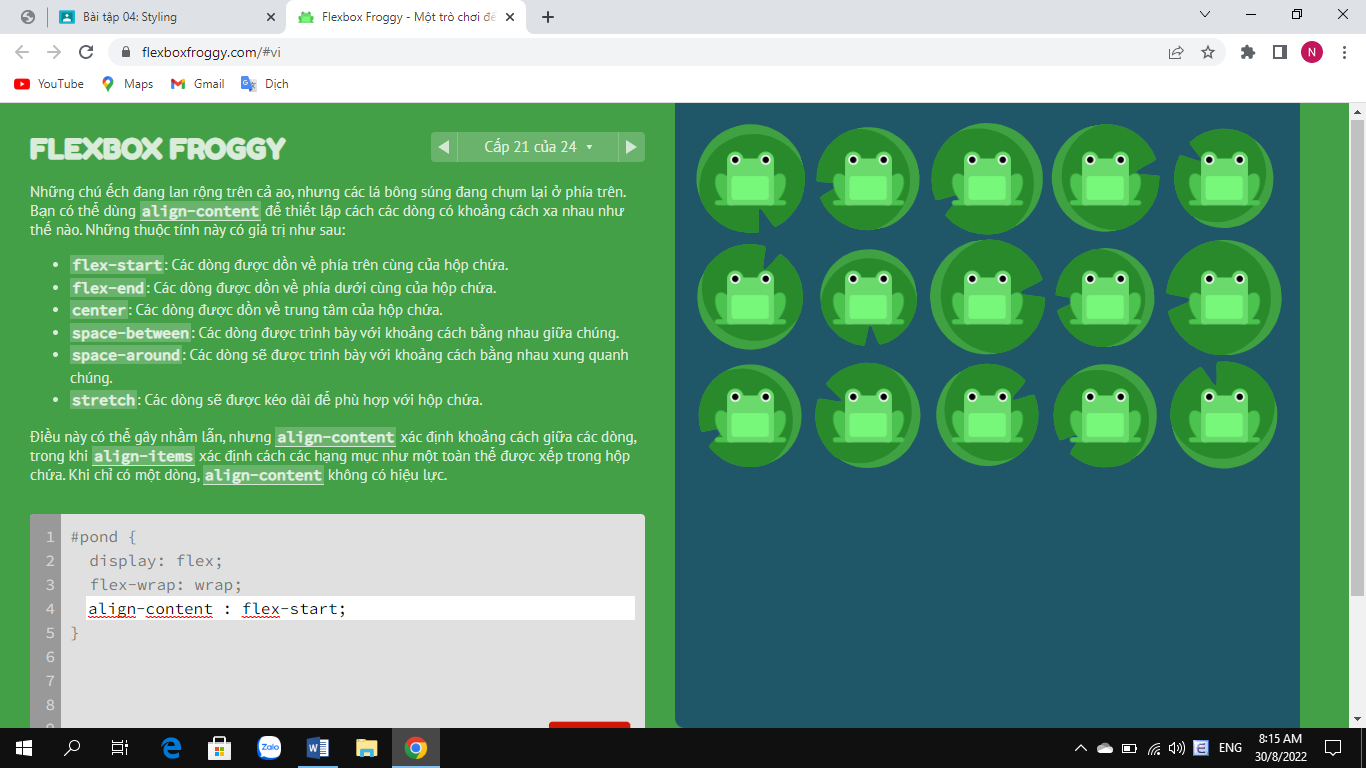 Bài tập 04: Styling
Flexbox Froggy - Một trò chơi để
flexboxfroggy.com/#vi
N
YouTube
Maps
Gmail
Dịch
FLEXBOX FROGGY
Cấp 21 của 24
Những chú ếch đang lan rộng trên cả ao, nhưng các lá bông súng đang chụm lại ở phía trên.
Bạn có thể dùng align-content để thiết lập cách các dòng có khoảng cách xa nhau như
thế nào. Những thuộc tính này có giá trị như sau:
flex-start: Các dòng được dồn về phía trên cùng của hộp chứa.
flex-end: Các dòng được dồn về phía dưới cùng của hộp chứa.
center: Các dòng được dồn về trung tâm của hộp chứa.
space-between: Các dòng được trình bày với khoảng cách bằng nhau giữa chúng.
space-around: Các dòng sẽ được trình bày với khoảng cách bằng nhau xung quanh
chúng.
stretch: Các dòng sẽ được kéo dài để phù hợp với hộp chứa.
Điều này có thể gây nhầm lẫn, nhưng align-content xác định khoảng cách giữa các dòng,
trong khi align-items xác định cách các hạng mục như một toàn thể được xếp trong hộp
chứa. Khi chỉ có một dòng, align-content không có hiệu lực.
1 #pond {
2 display: flex;
3 flex-wrap: wrap;
4 align-content : flex-start;
5 }
6
7
8
Zalo
ENG
8:15 AM
30/8/2022